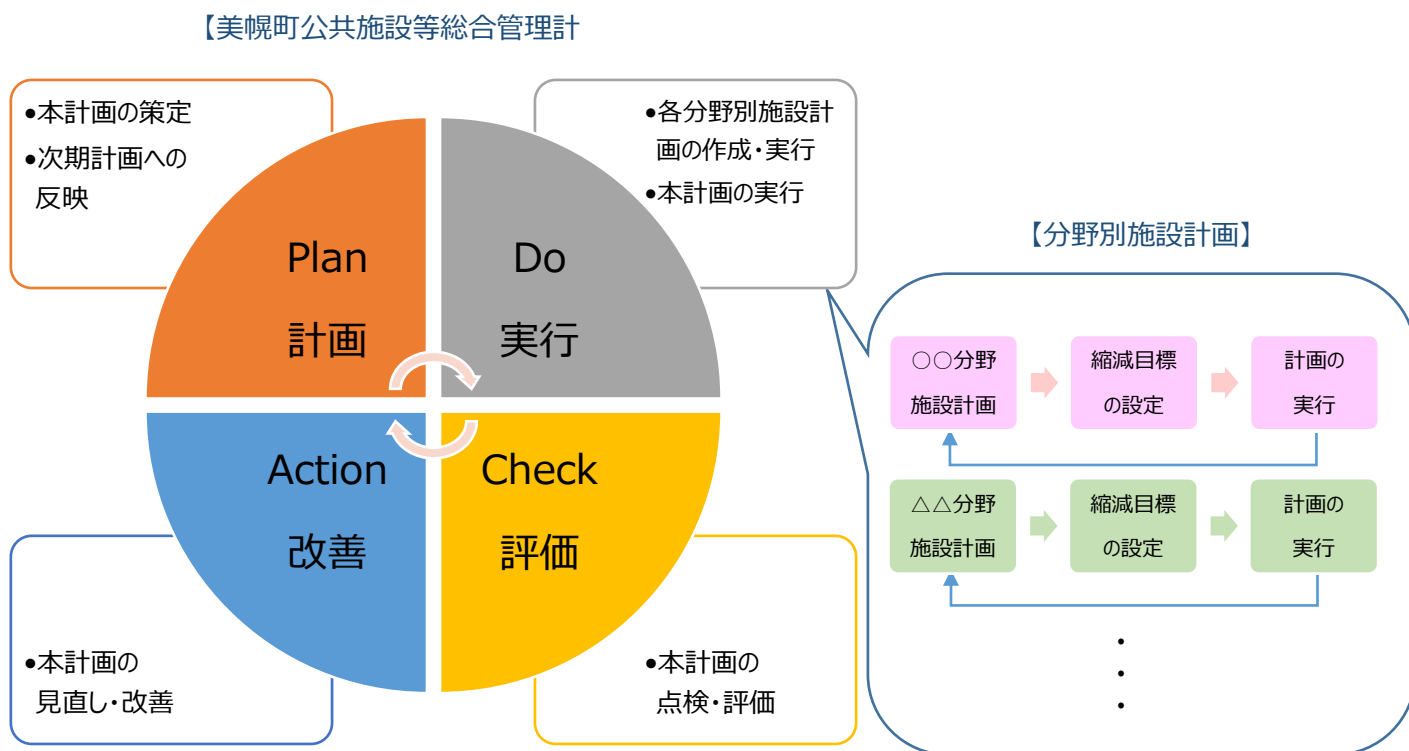 【美幌町公共施設等総合管理計
•本計画の策定
•次期計画への
反映
•各分野別施設計
画の作成・実行
•本計画の実行
Plan
計画
Do
実行
Action
改善
Check
評価
•本計画の
見直し・改善
•本計画の
点検・評価
【分野別施設計画】
○○分野
施設計画
縮減目標
の設定
計画の
実行
△△分野
施設計画
縮減目標
の設定
計画の
実行
・
・
・